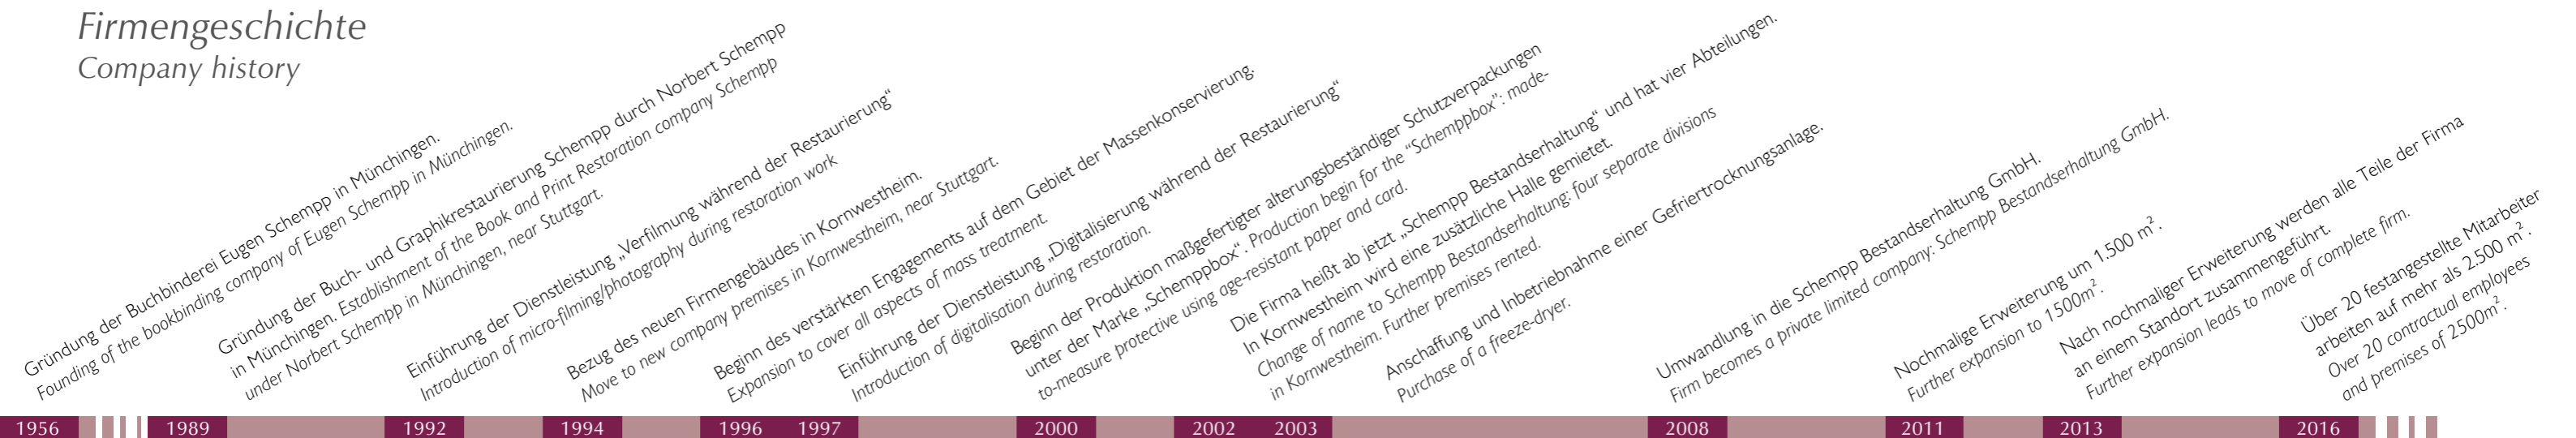 Firmengeschichte
Company history
Gründung der Buchbinderei Eugen Schempp in Münchingen.
Founding of the bookbinding company of Eugen Schempp in Münchingen.
Gründung der Buch- und Graphikrestaurierung Schempp durch Norbert Schempp
in Münchingen. Establishment of the Book and Print Restoration company Schempp
under Norbert Schempp in Münchingen, near Stuttgart.
Einführung der Dienstleistung „Verfilmung während der Restaurierung“
Introduction of micro-filming/photography during restoration work
Bezug des neuen Firmengebäudes in Kornwestheim.
Move to new company premises in Kornwestheim, near Stuttgart.
Beginn des verstärkten Engagements auf dem Gebiet der Massenkonservierung.
Expansion to cover all aspects of mass treatment.
Einführung der Dienstleistung „Digitalisierung während der Restaurierung“
Introduction of digitalisation during restoration.
Beginn der Produktion maßgefertigter alterungsbeständiger Schutzverpackungen
unter der Marke „Schemppbox“. Production begin for the “Schemppbox”: made-
to-measure protective using age-resistant paper and card.
Die Firma heißt ab jetzt „Schempp Bestandserhaltung“ und hat vier Abteilungen.
In Kornwestheim wird eine zusätzliche Halle gemietet.
Change of name to Schempp Bestandserhaltung; four separate divisions
in Kornwestheim. Further premises rented.
Anschaffung und Inbetriebnahme einer Gefriertrocknungsanlage.
Purchase of a freeze-dryer.
Umwandlung in die Schempp Bestandserhaltung GmbH.
Firm becomes a private limited company: Schempp Bestandserhaltung GmbH.
Nochmalige Erweiterung um 1.500 m².
Further expansion to 1500m².
Nach nochmaliger Erweiterung werden alle Teile der Firma
an einem Standort zusammengeführt.
Further expansion leads to move of complete firm.
Über 20 festangestellte Mitarbeiter
arbeiten auf mehr als 2.500 m².
Over 20 contractual employees
and premises of 2500m².
1956 1989 1992 1994 1996 1997 2000 2002 2003 2008 2011 2013 2016